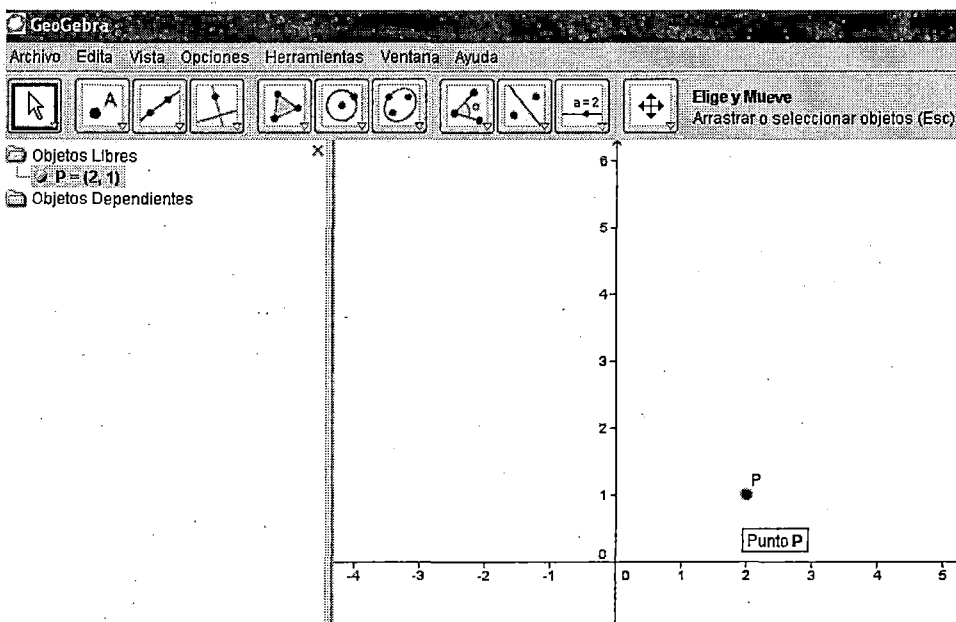 GeoGebra
Archivo Edita Vista Opciones Herramientas Ventana Ayuda
A
α
a=2
Elige y Mueve
Arrastrar o seleccionar objetos (Esc)
Objetos Libres
P = (2, 1)
Objetos Dependientes
6
5
4
3
2
1
0
P
Punto P
-4 -3 -2 -1 0 1 2 3 4 5